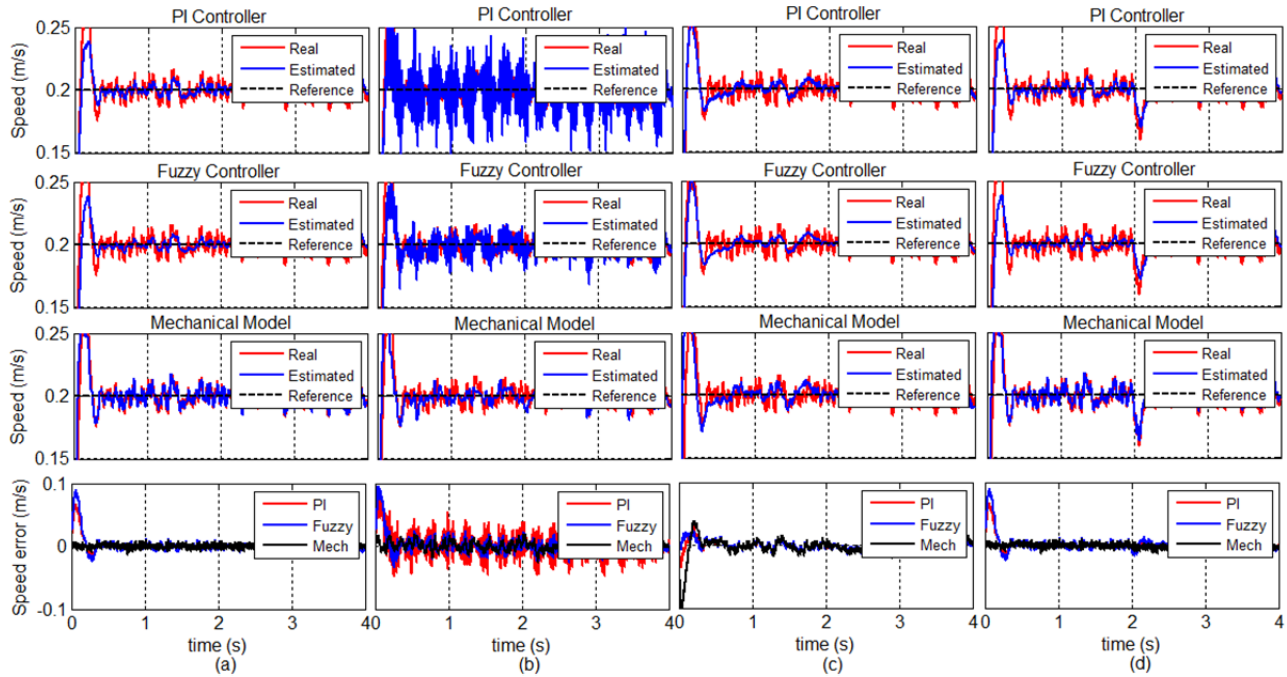 PI Controller PI Controller PI Controller PI Controller
Speed (m/s)
0.25
0.2
0.15
Real
Estimated
Reference
Real
Estimated
Reference
Real
Estimated
Reference
Real
Estimated
Reference
Fuzzy Controller Fuzzy Controller Fuzzy Controller Fuzzy Controller
Speed (m/s)
0.25
0.2
0.15
Real
Estimated
Reference
Real
Estimated
Reference
Real
Estimated
Reference
Real
Estimated
Reference
Mechanical Model Mechanical Model Mechanical Model Mechanical Model
Speed (m/s)
0.25
0.2
0.15
Real
Estimated
Reference
Real
Estimated
Reference
Real
Estimated
Reference
Real
Estimated
Reference
Speed error (m/s)
0.1
0
-0.1
PI
Fuzzy
Mech
PI
Fuzzy
Mech
PI
Fuzzy
Mech
PI
Fuzzy
Mech
0 1 2 3 40 1 2 3 40 1 2 3 40 1 2 3 4
time (s) time (s) time (s) time (s)
(a) (b) (c) (d)